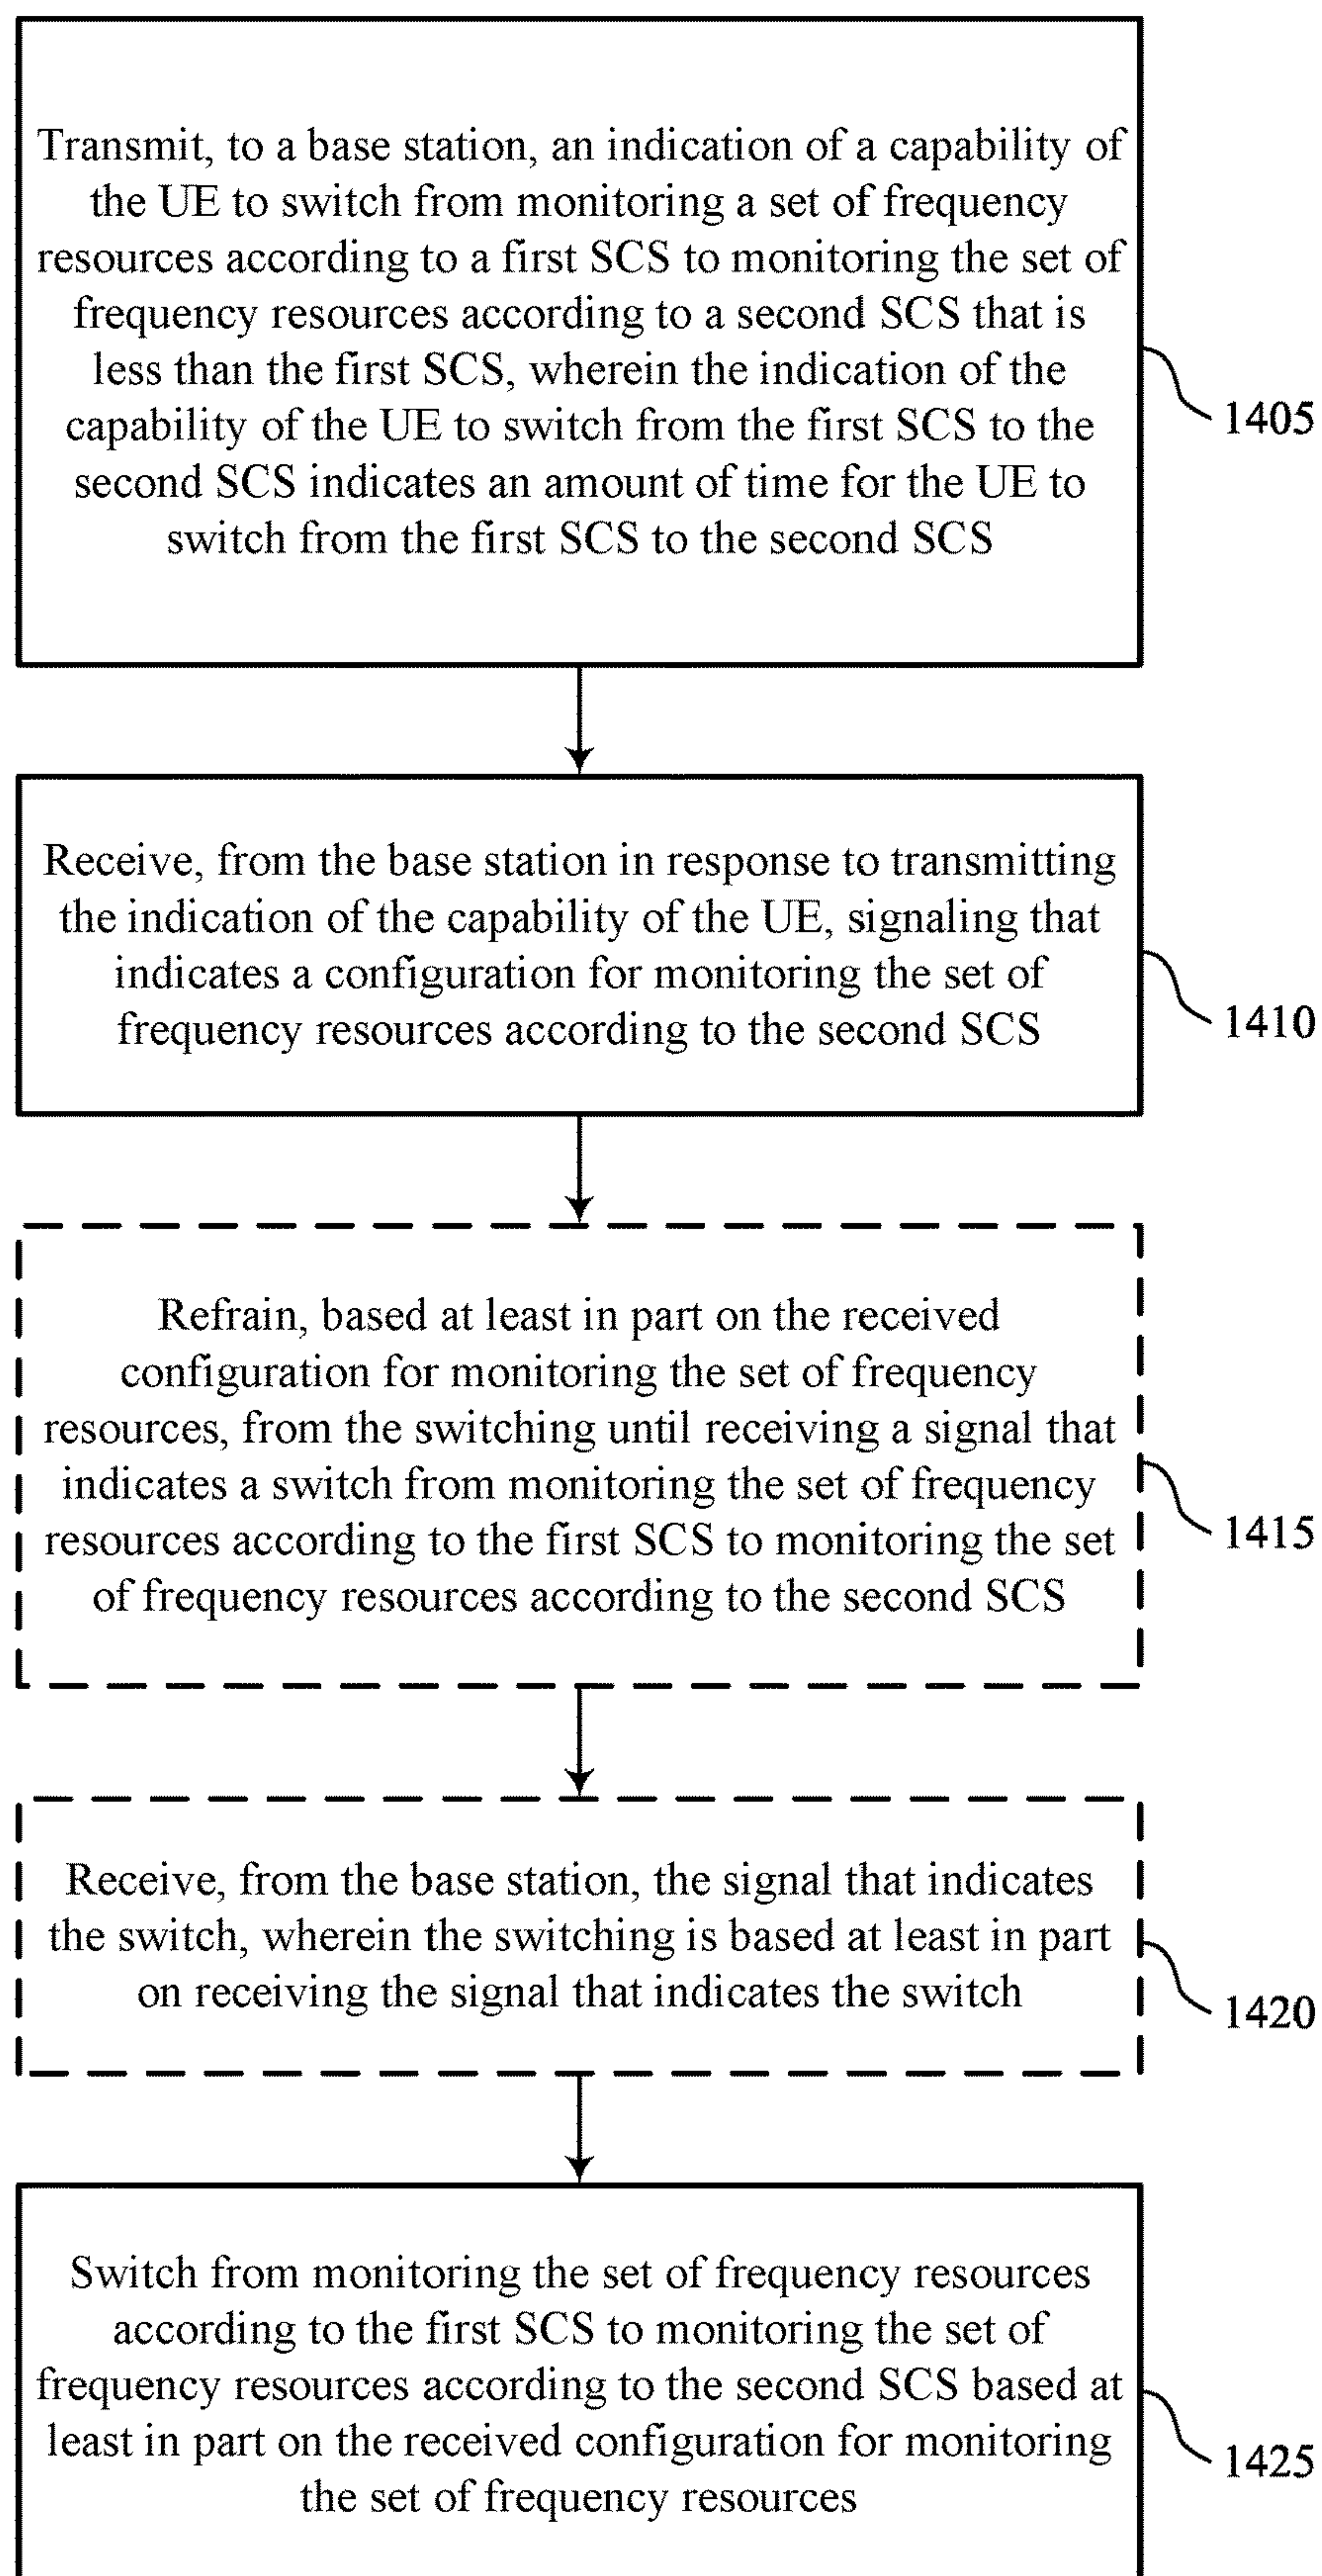 Transmit, to a base station, an indication of a capability of
the UE to switch from monitoring a set of frequency
resources according to a first SCS to monitoring the set of
frequency resources according to a second SCS that is
less than the first SCS, wherein the indication of the
capability of the UE to switch from the first SCS to the
second SCS indicates an amount of time for the UE to
switch from the first SCS to the second SCS
1405
Receive, from the base station in response to transmitting
the indication of the capability of the UE, signaling that
indicates a configuration for monitoring the set of
frequency resources according to the second SCS
1410
Refrain, based at least in part on the received
configuration for monitoring the set of frequency
resources, from the switching until receiving a signal that
indicates a switch from monitoring the set of frequency
resources according to the first SCS to monitoring the set
of frequency resources according to the second SCS
1415
Receive, from the base station, the signal that indicates
the switch, wherein the switching is based at least in part
on receiving the signal that indicates the switch
1420
Switch from monitoring the set of frequency resources
according to the first SCS to monitoring the set of
frequency resources according to the second SCS based at
least in part on the received configuration for monitoring
the set of frequency resources
1425